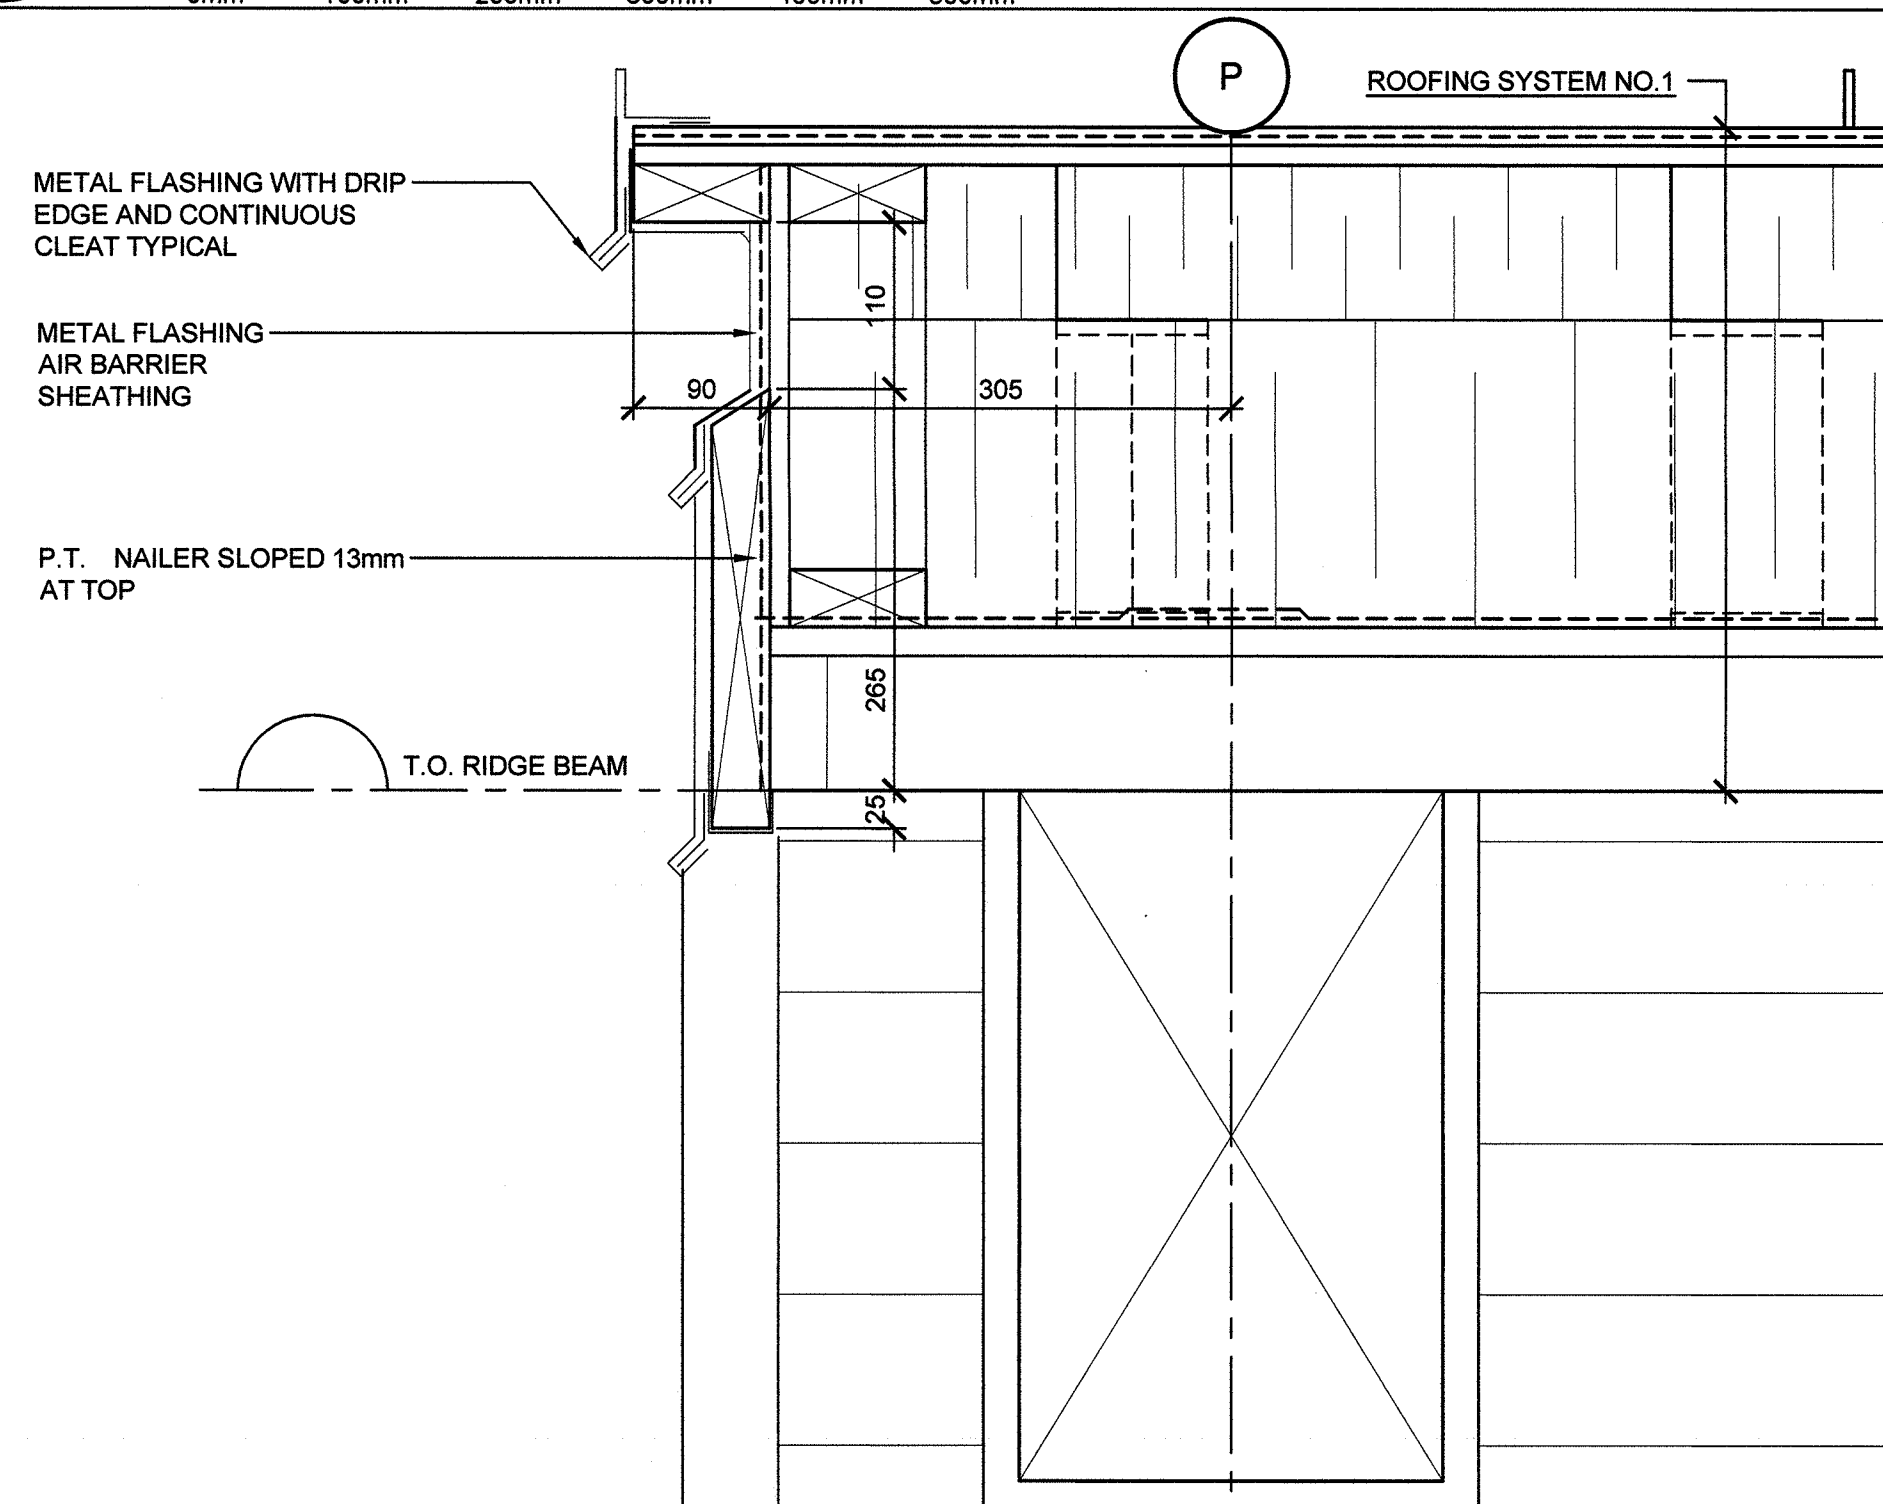 P
ROOFING SYSTEM NO.1
METAL FLASHING WITH DRIP
EDGE AND CONTINUOUS
CLEAT TYPICAL
110
METAL FLASHING
AIR BARRIER
SHEATHING
90
305
P.T. NAILER SLOPED 13mm
AT TOP
265
T.O. RIDGE BEAM
25